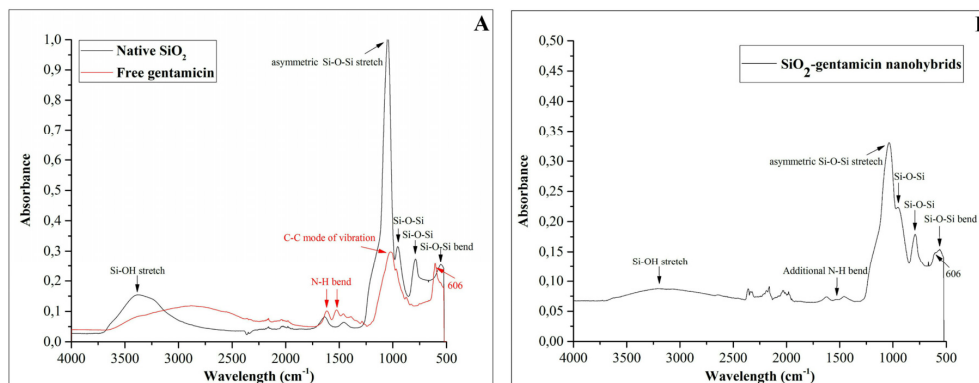 A
Native SiO2
Free gentamicin
asymmetric Si-O-Si stretch
Si-O-Si
Si-O-Si
C-C mode of vibration
Si-O-Si bend
Si-OH stretch
N-H bend
606
1,0
0,9
0,8
0,7
0,6
0,5
0,4
0,3
0,2
0,1
0,0
Absorbance
4000 3500 3000 2500 2000 1500 1000 500
Wavelength (cm-1)
SiO2-gentamicin nanohybrids
asymmetric Si-O-Si stretch
Si-O-Si
Si-O-Si
Si-O-Si bend
Si-OH stretch
Additional N-H bend
606
0,50
0,45
0,40
0,35
0,30
0,25
0,20
0,15
0,10
0,05
0,00
Absorbance
4000 3500 3000 2500 2000 1500 1000 500
Wavelength (cm-1)